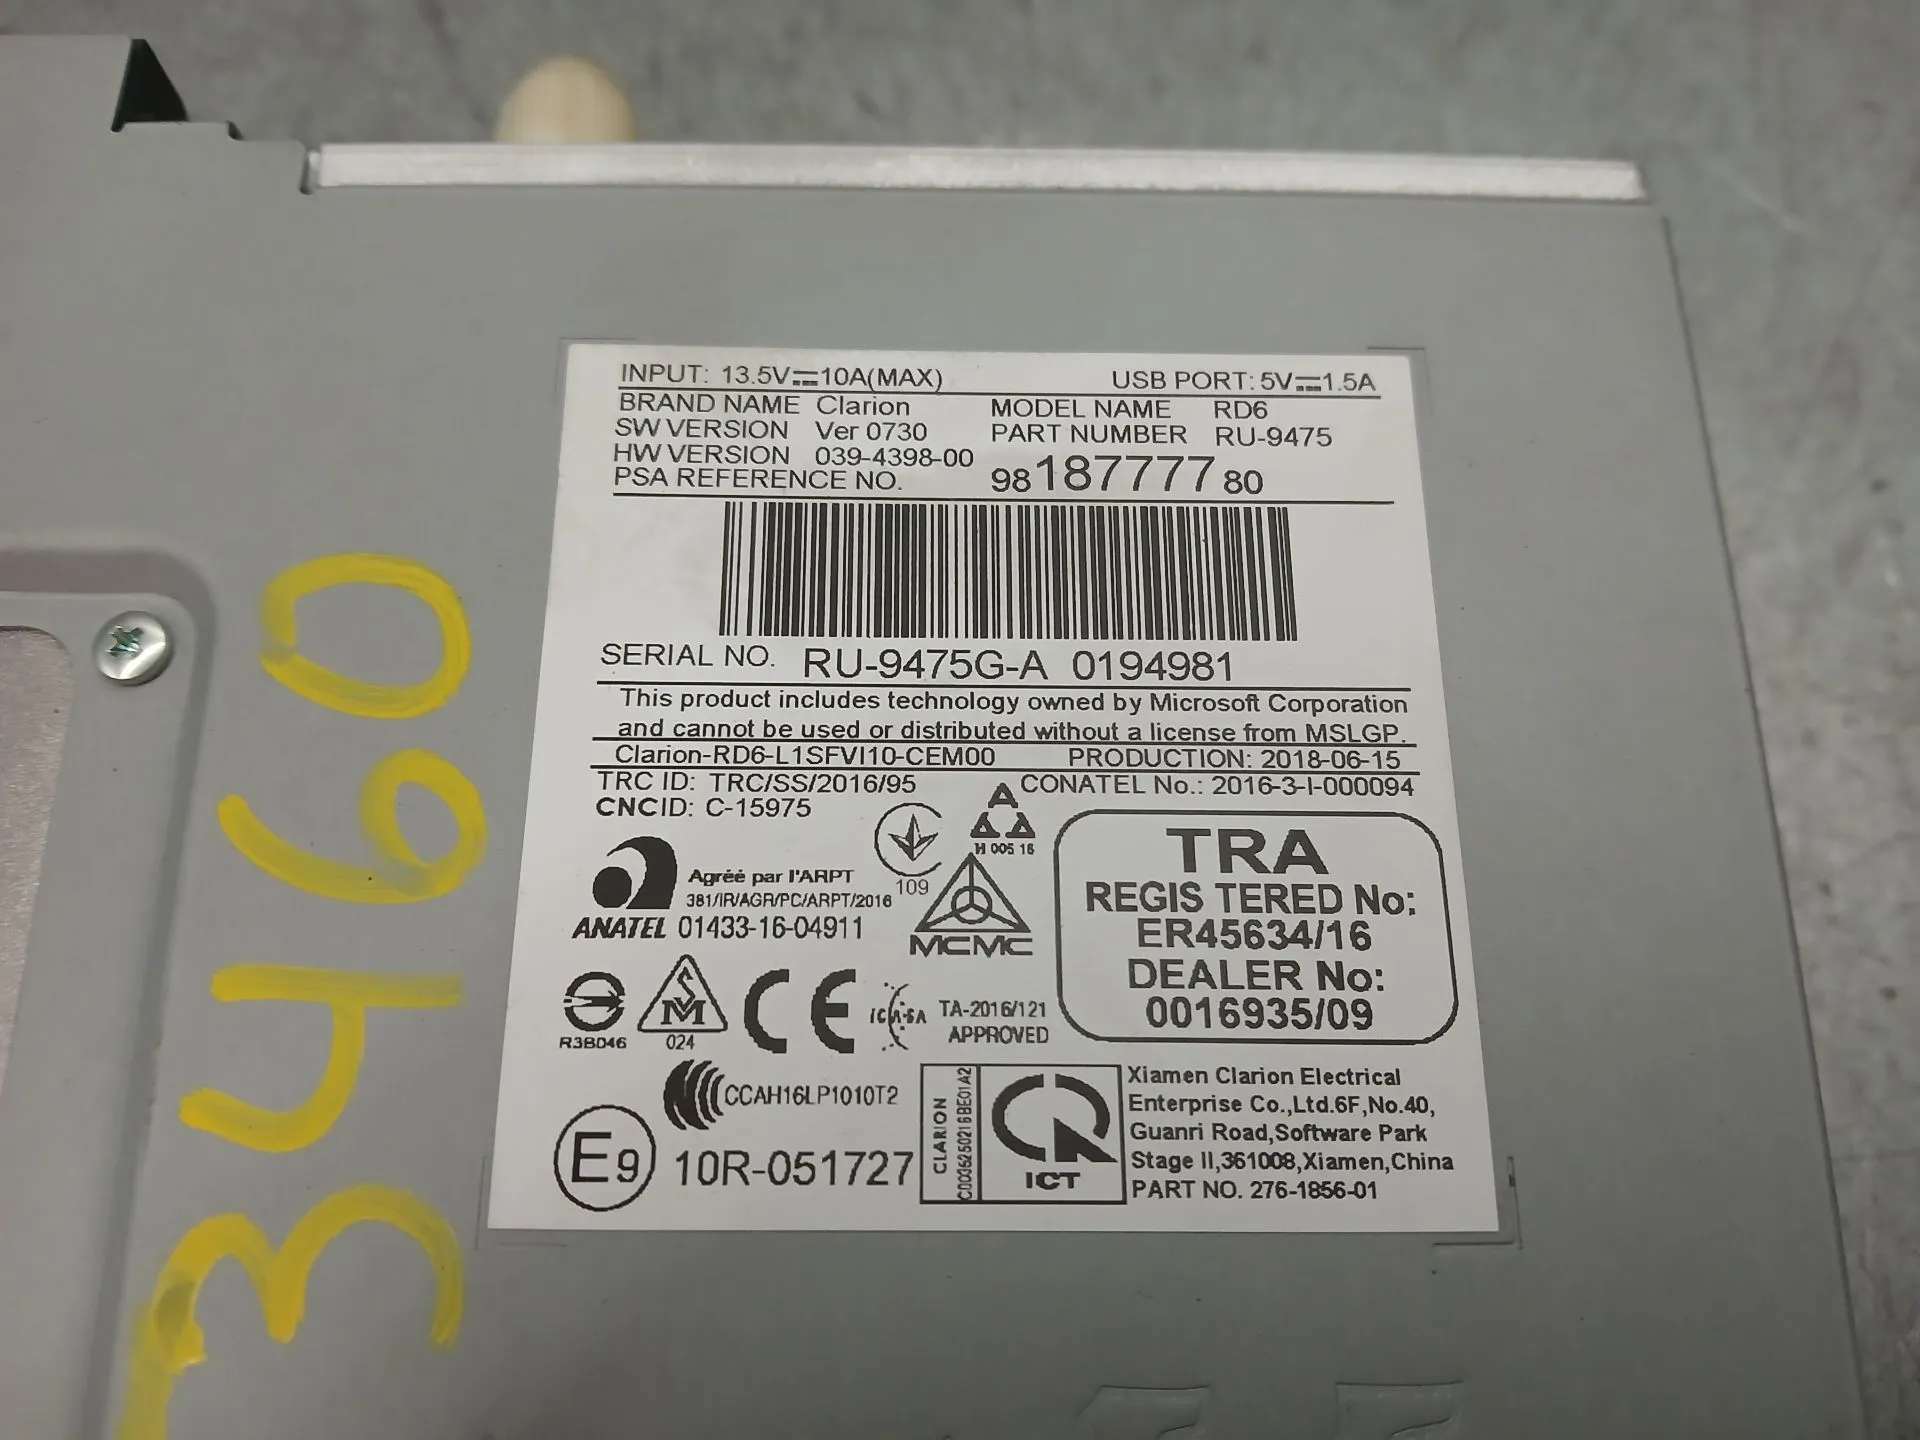 INPUT: 13.5V⎓10A(MAX) USB PORT: 5V⎓1.5A
BRAND NAME Clarion MODEL NAME RD6
SW VERSION Ver 0730 PART NUMBER RU-9475
HW VERSION 039-4398-00
PSA REFERENCE NO. 9818777780
SERIAL NO. RU-9475G-A 0194981
This product includes technology owned by Microsoft Corporation
and cannot be used or distributed without a license from MSLGP.
Clarion-RD6-L1SFVI10-CEM00 PRODUCTION: 2018-06-15
TRC ID: TRC/SS/2016/95 CONATEL No.: 2016-3-I-000094
CNCID: C-15975
A
H 005 16
109
Agréé par l'ARPT
381/IR/AGR/PC/ARPT/2016
ANATEL 01433-16-04911
MCMC
TRA
REGIS TERED No:
ER45634/16
DEALER No:
0016935/09
R3BD46
SM
024
CE
ICASA
TA-2016/121
APPROVED
CCAH16LP1010T2
E9 10R-051727
CLARION
ICT
Xiamen Clarion Electrical
Enterprise Co.,Ltd.6F,No.40,
Guanri Road,Software Park
Stage II,361008,Xiamen,China
PART NO. 276-1856-01